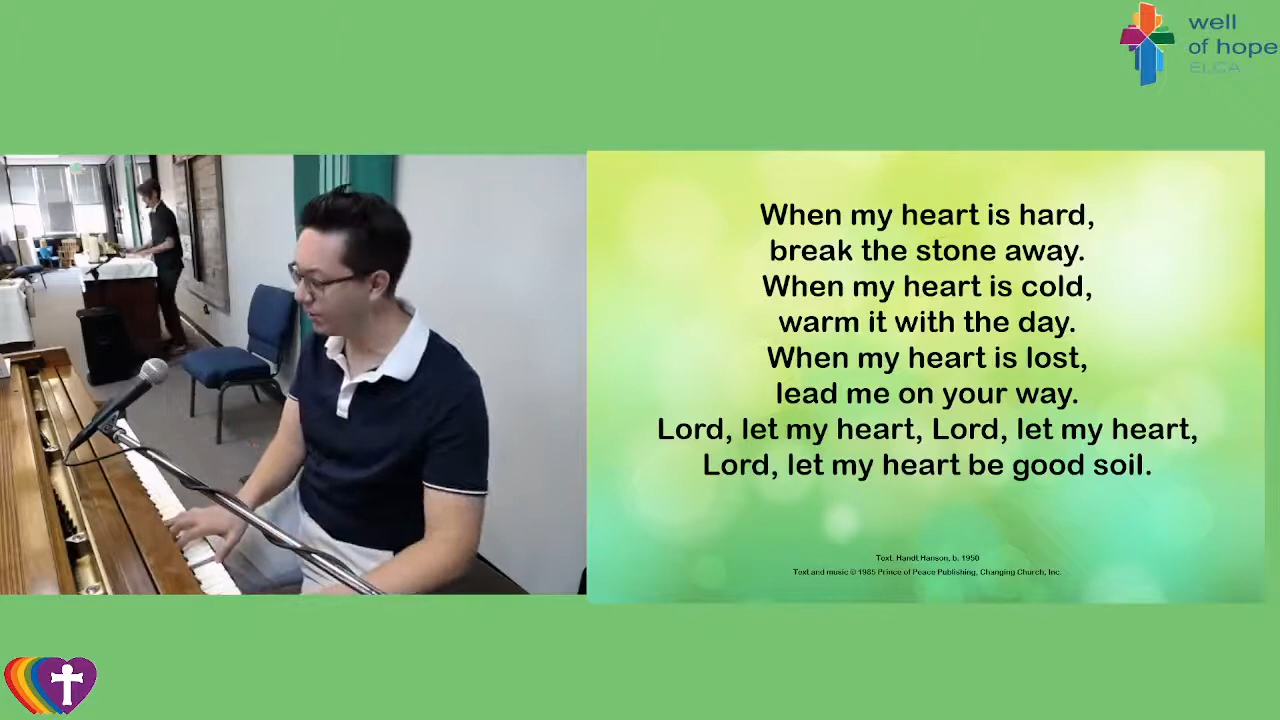 well
of hope
ELCA
When my heart is hard,
break the stone away.
When my heart is cold,
warm it with the day.
When my heart is lost,
lead me on your way.
Lord, let my heart, Lord, let my heart,
Lord, let my heart be good soil.
Text: Handt Hanson, b. 1950
Text and music © 1985 Prince of Peace Publishing, Changing Church, Inc.